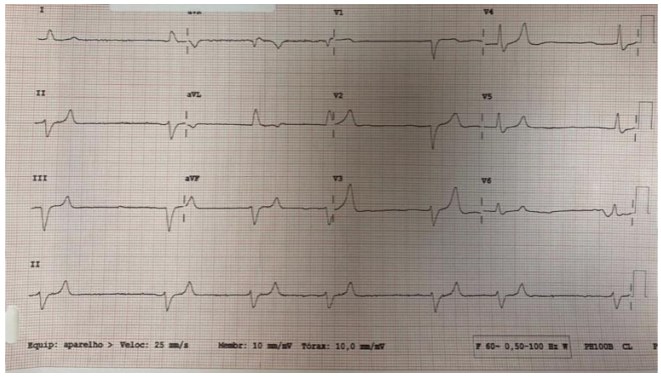 I aVR V1 V4
II aVL V2 V5
III aVF V3 V6
II
Equip: aparelho > Veloc: 25 mm/s Membr: 10 mm/mV Tórax: 10,0 mm/mV F 60- 0,50-100 Hz W PH100B CL P